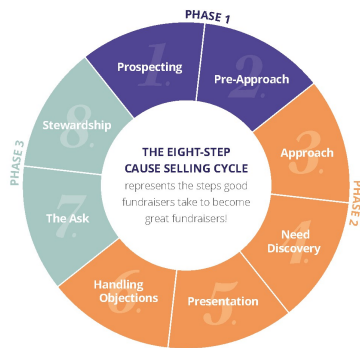 PHASE 1
1.
Prospecting
2.
Pre-Approach
3.
Approach
PHASE 2
4.
Need
Discovery
5.
Presentation
6.
Handling
Objections
7.
The Ask
PHASE 3
8.
Stewardship
THE EIGHT-STEP
CAUSE SELLING CYCLE
represents the steps good
fundraisers take to become
great fundraisers!